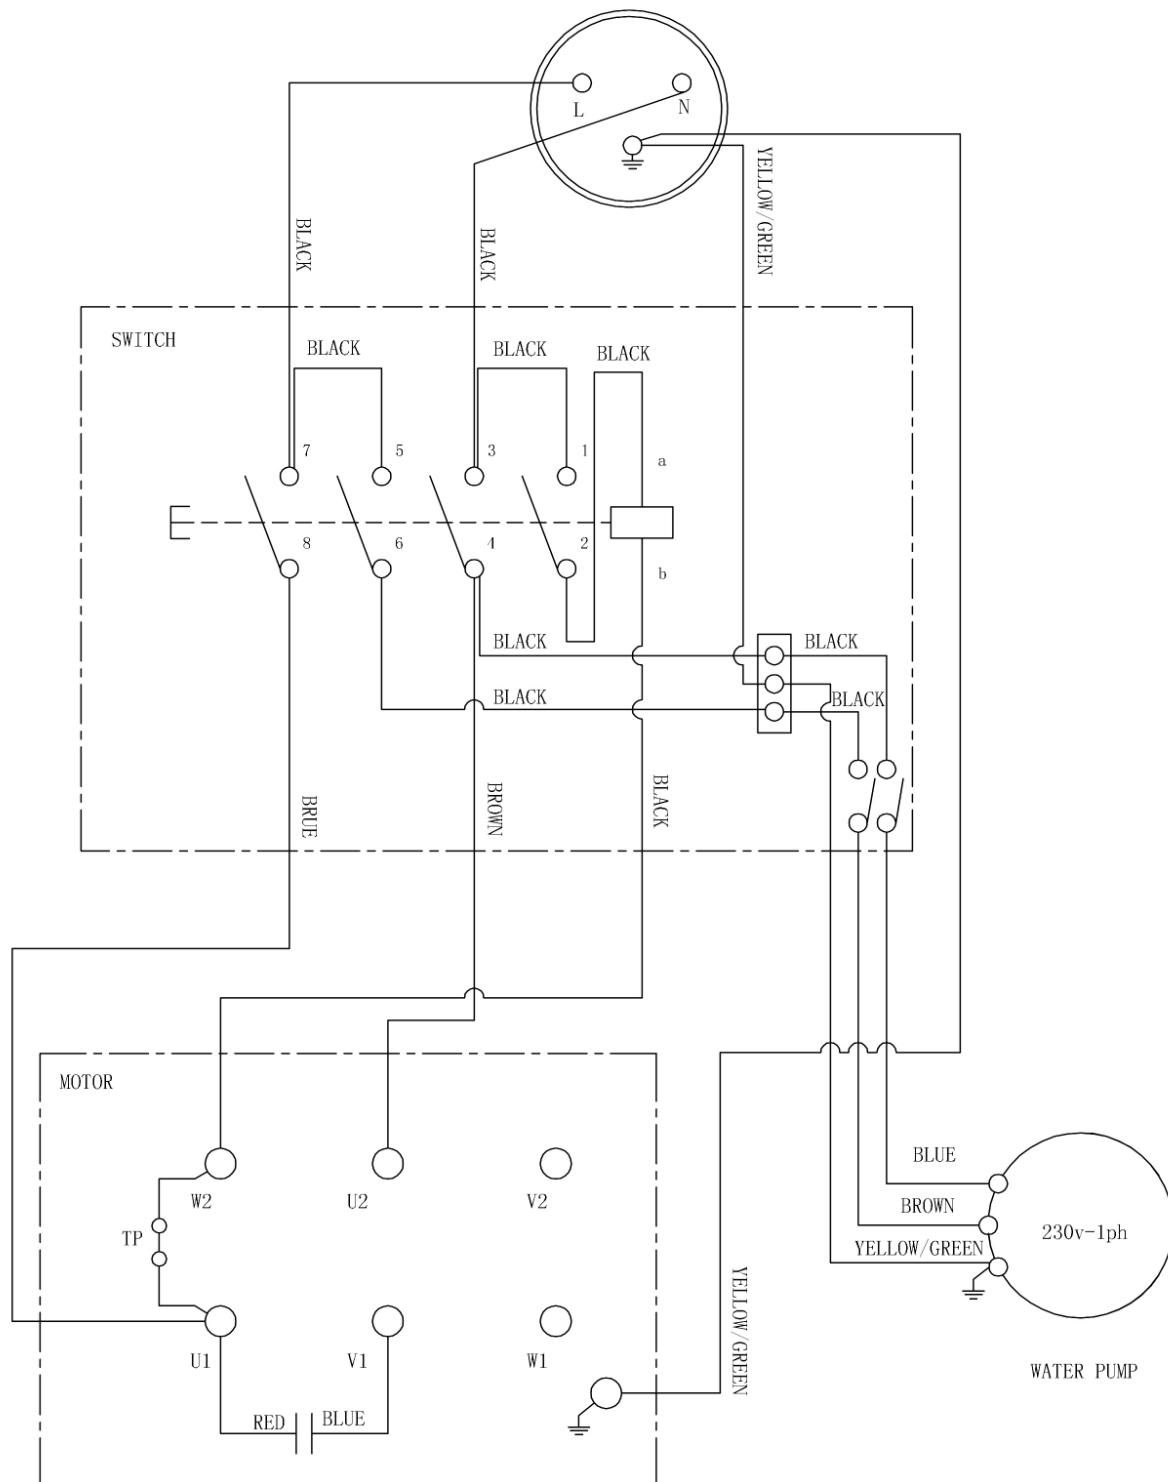 L
N
YELLOW/GREEN
BLACK
BLACK
SWITCH
BLACK
BLACK
BLACK
7
5
3
1
a
8
6
4
2
b
BLACK
BLACK
BLACK
BLACK
BRUE
BROWN
BLACK
MOTOR
W2
U2
V2
TP
U1
V1
W1
RED
BLUE
YELLOW/GREEN
BLUE
BROWN
YELLOW/GREEN
230v-1ph
WATER PUMP